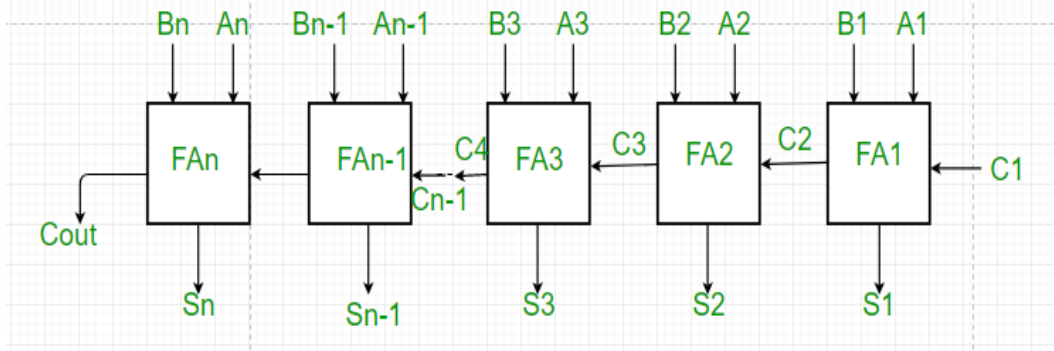 Bn An Bn-1 An-1 B3 A3 B2 A2 B1 A1
FAn FAn-1 C4 FA3 C3 FA2 C2 FA1 C1
Cn-1
Cout
Sn Sn-1 S3 S2 S1